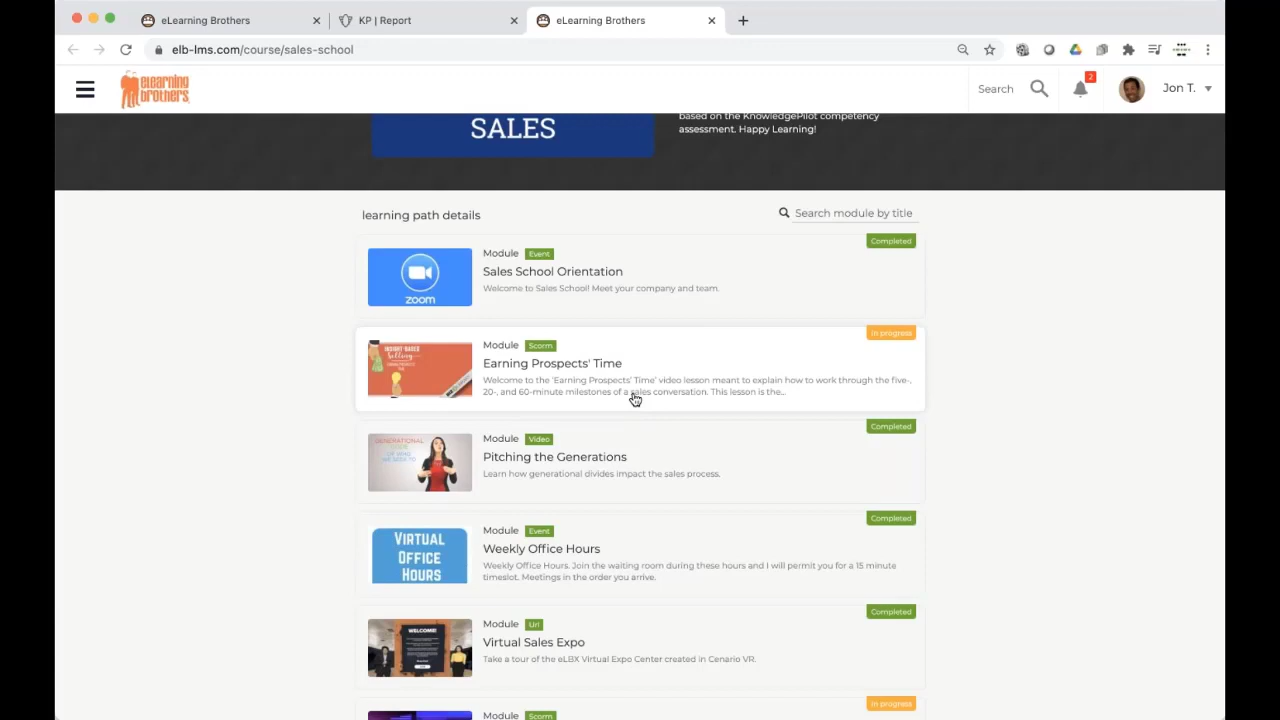 eLearning Brothers
KP | Report
eLearning Brothers
elb-lms.com/course/sales-school
elearning
brothers
Search
2
Jon T.
SALES
based on the KnowledgePilot competency
assessment. Happy Learning!
learning path details
Search module by title
Completed
Module Event
Sales School Orientation
Welcome to Sales School! Meet your company and team.
zoom
In progress
Module Scorm
Earning Prospects' Time
Welcome to the 'Earning Prospects' Time' video lesson meant to explain how to work through the five-,
20-, and 60-minute milestones of a sales conversation. This lesson is the...
INSIGHT-BASED
Selling
Completed
Module Video
Pitching the Generations
Learn how generational divides impact the sales process.
GENERATIONAL
Completed
Module Event
Weekly Office Hours
Weekly Office Hours. Join the waiting room during these hours and I will permit you for a 15 minute
timeslot. Meetings in the order you arrive.
VIRTUAL
OFFICE
HOURS
Completed
Module Url
Virtual Sales Expo
Take a tour of the eLBX Virtual Expo Center created in Cenario VR.
WELCOME!
In progress
Module Scorm